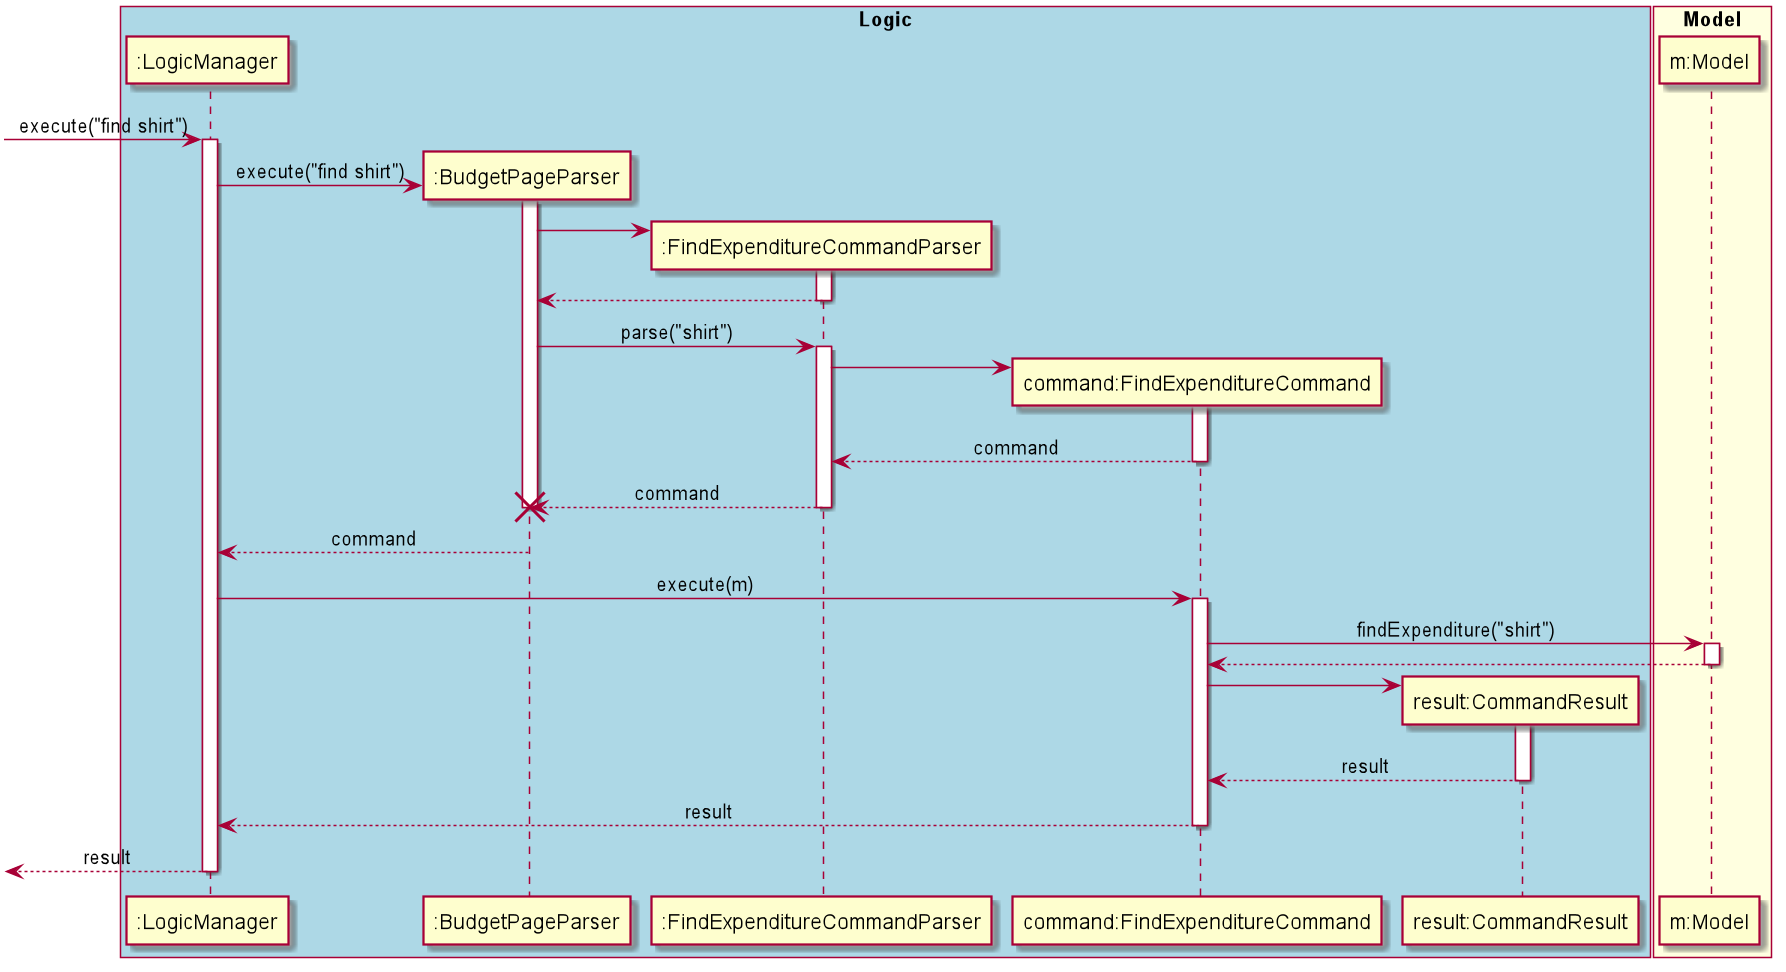 Logic
Model
:LogicManager
m:Model
execute("find shirt")
execute("find shirt")
:BudgetPageParser
:FindExpenditureCommandParser
parse("shirt")
command:FindExpenditureCommand
command
command
command
execute(m)
findExpenditure("shirt")
result:CommandResult
result
result
result
:LogicManager
:BudgetPageParser
:FindExpenditureCommandParser
command:FindExpenditureCommand
result:CommandResult
m:Model